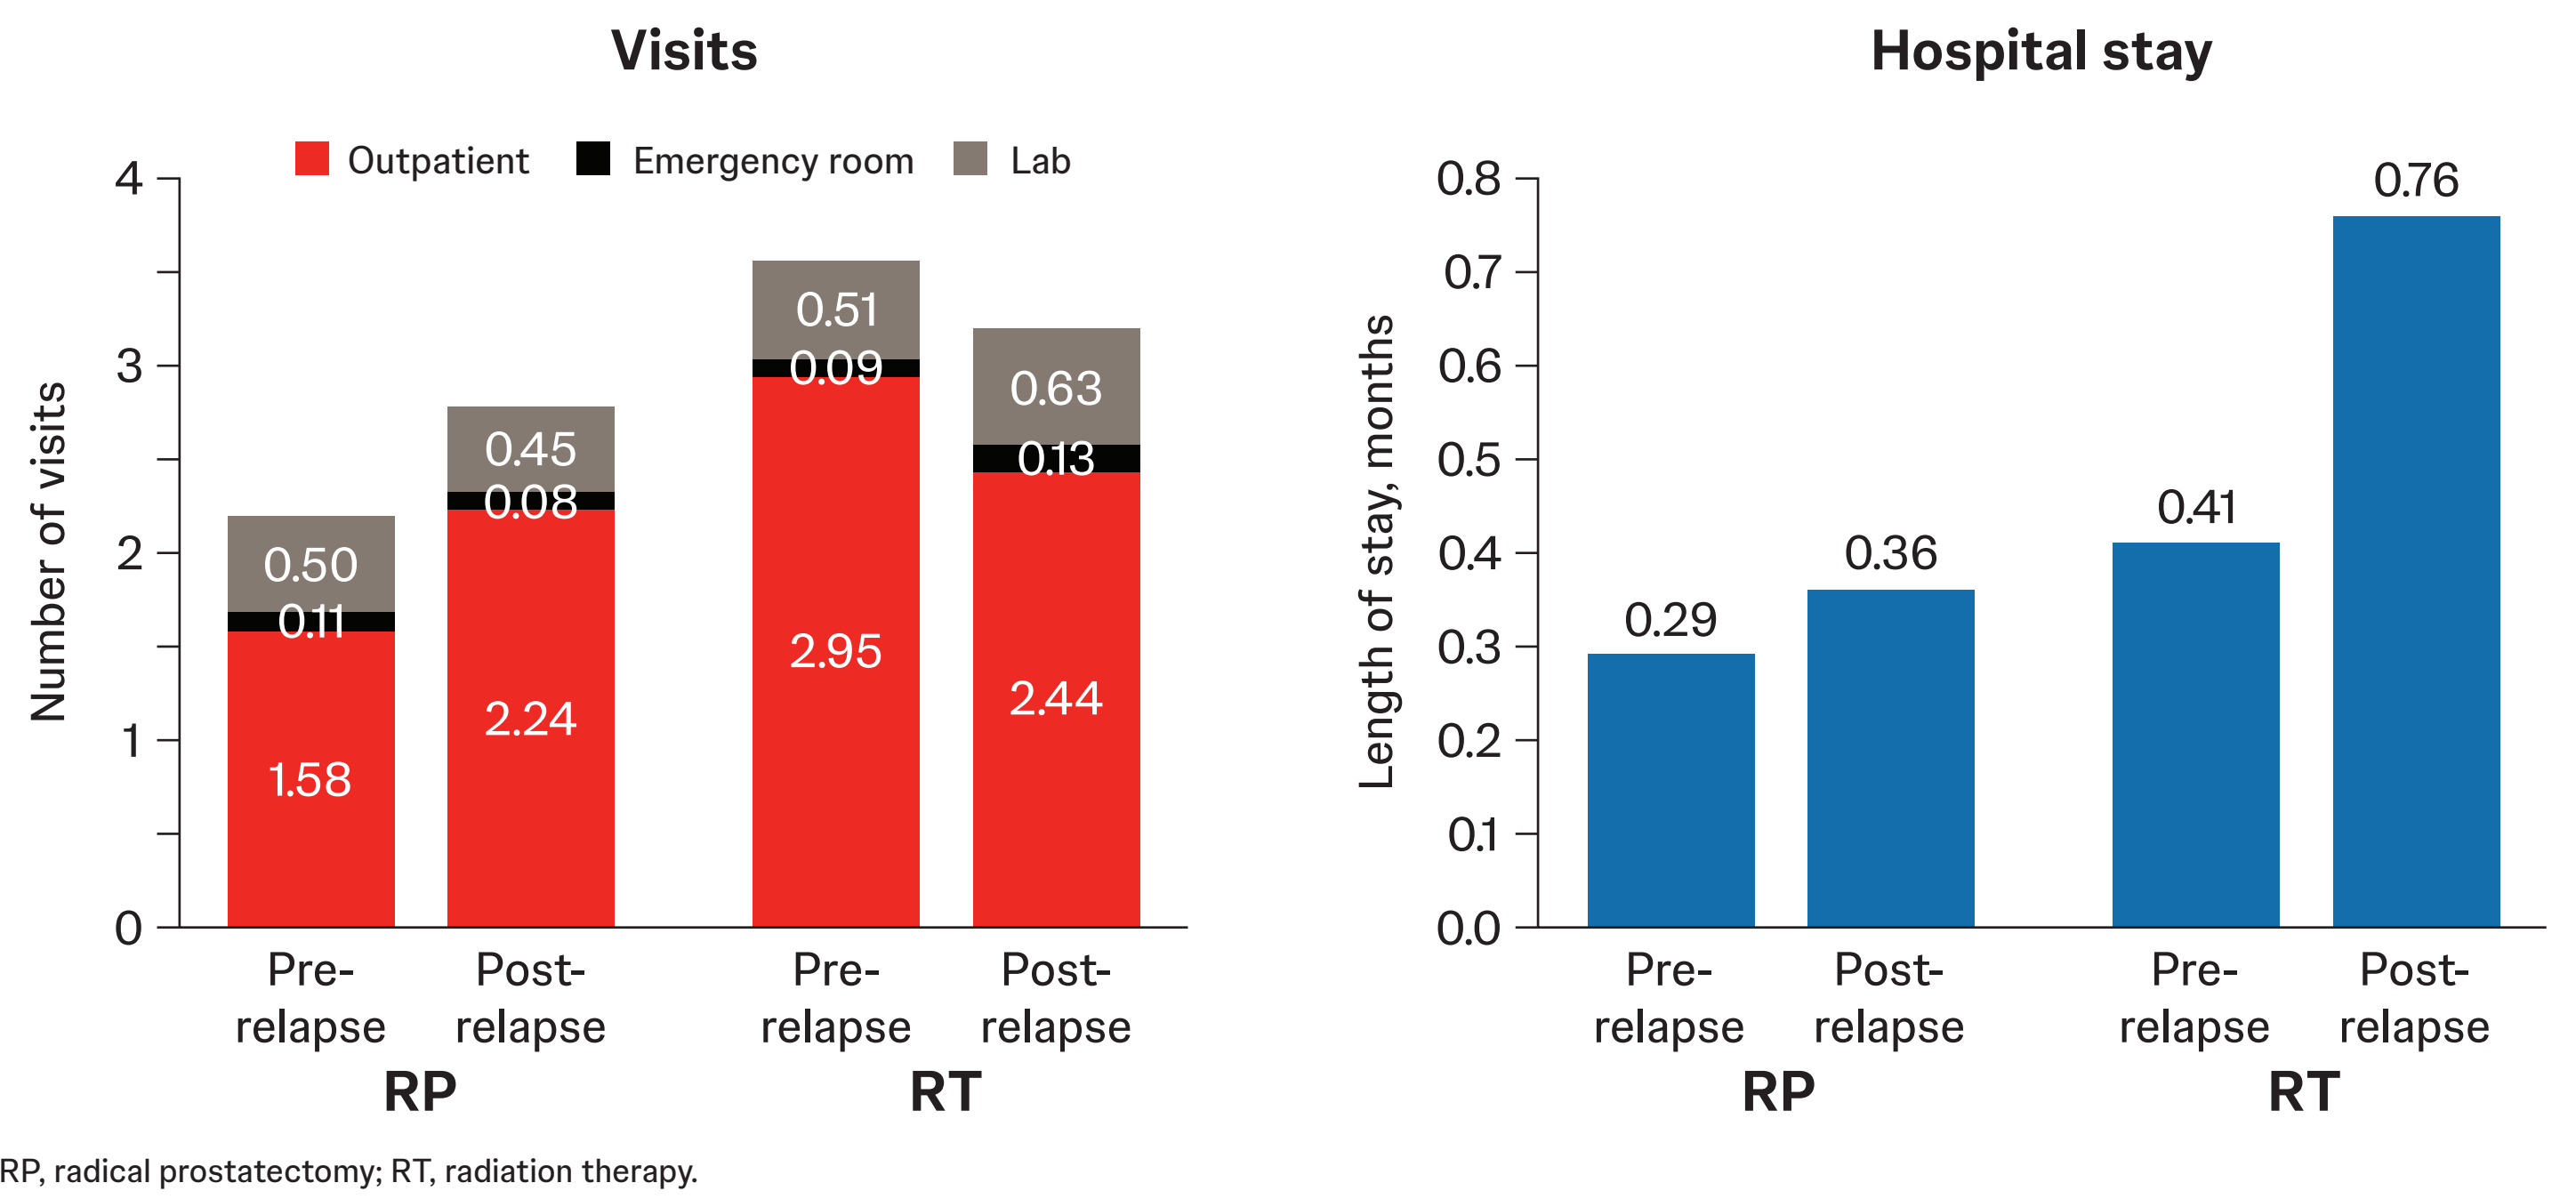 Visits
Outpatient Emergency room Lab
Number of visits
4
3
2
1
0
0.50
0.11
1.58
0.45
0.08
2.24
0.51
0.09
2.95
0.63
0.13
2.44
Pre-
relapse
Post-
relapse
Pre-
relapse
Post-
relapse
RP
RT
Hospital stay
Length of stay, months
0.8
0.7
0.6
0.5
0.4
0.3
0.2
0.1
0.0
0.29
0.36
0.41
0.76
Pre-
relapse
Post-
relapse
Pre-
relapse
Post-
relapse
RP
RT
RP, radical prostatectomy; RT, radiation therapy.